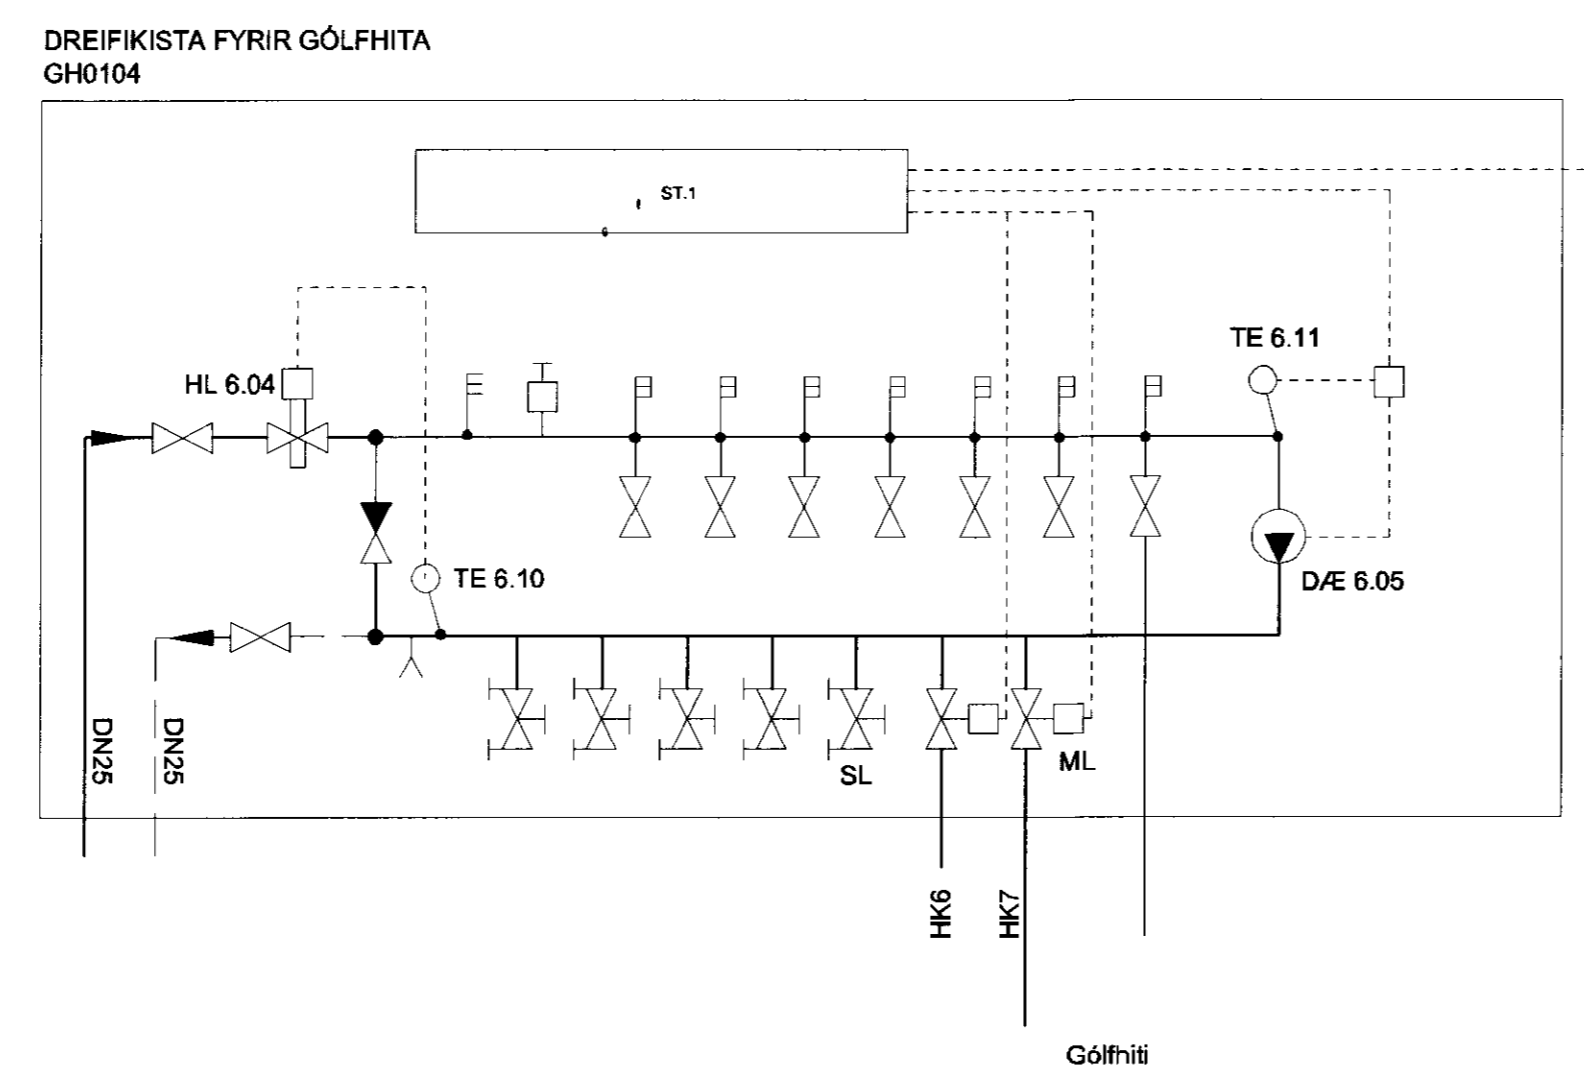 DREIFIKISTA FYRIR GÓLFHITA
GH0104
ST.1
TE 6.11
HL 6.04
TE 6.10
DÆ 6.05
DN25
DN25
SL
ML
HK6
HK7
Gólfhiti